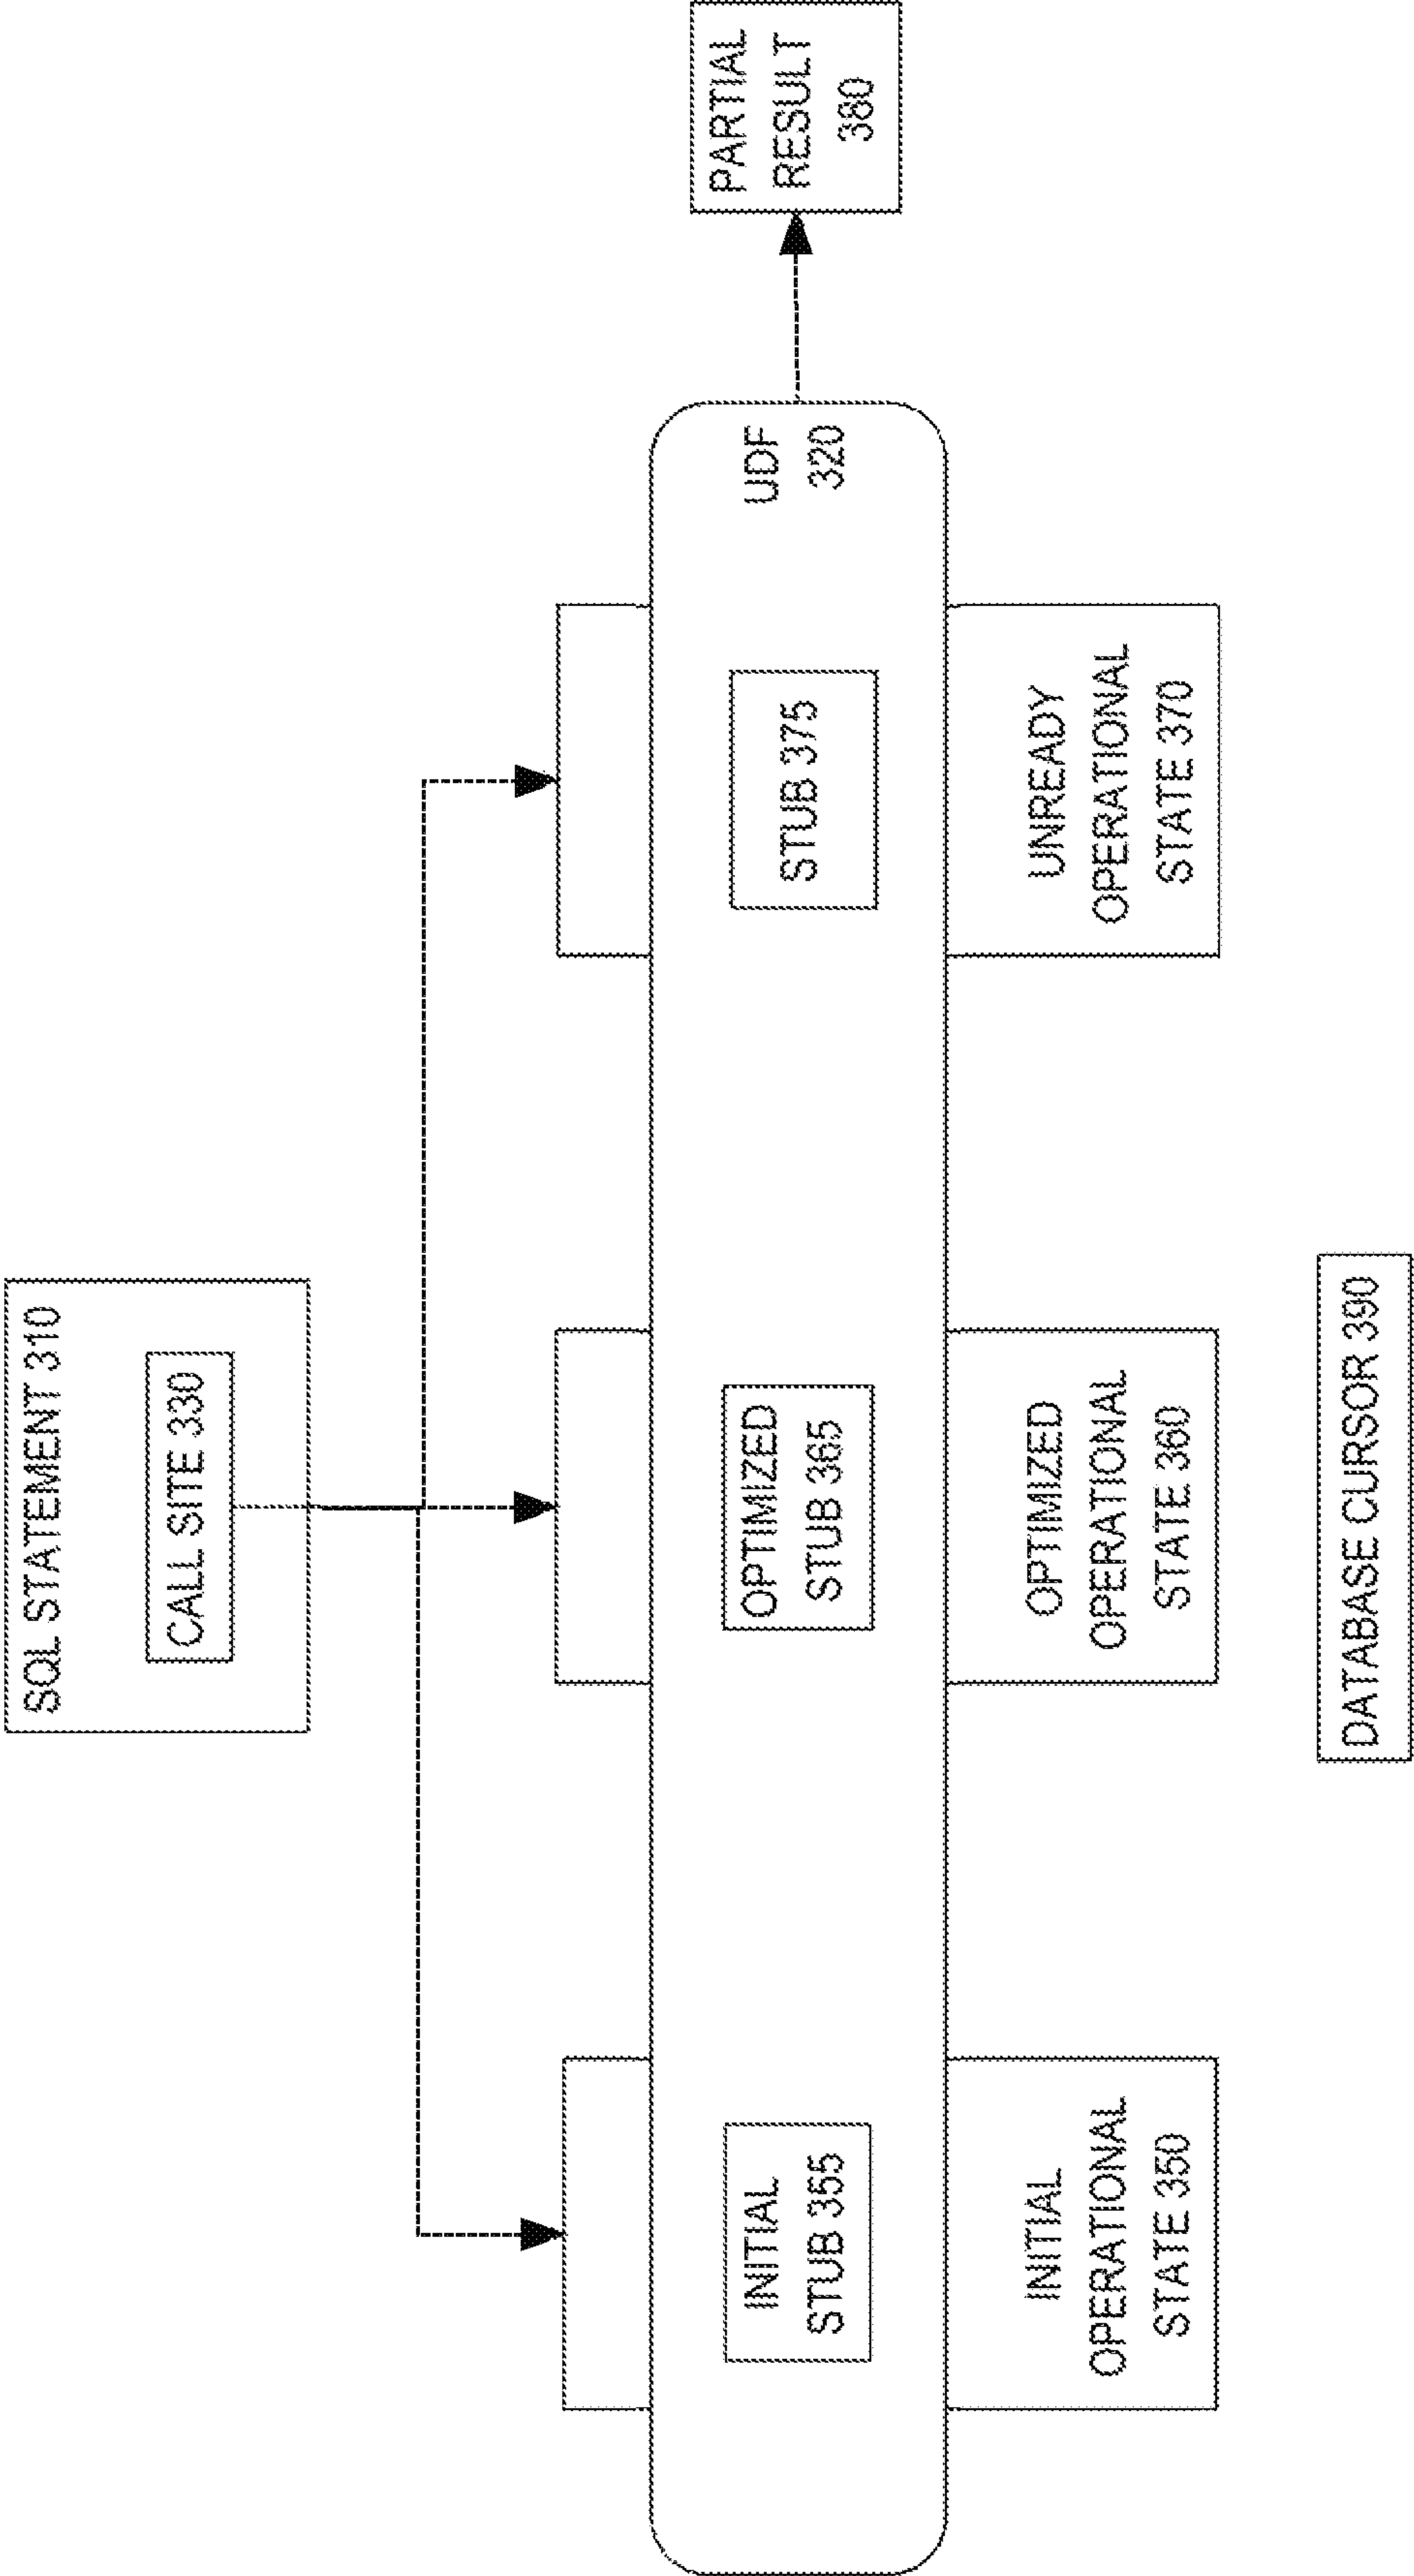 SQL STATEMENT 310
CALL SITE 330
INITIAL
STUB 355
OPTIMIZED
STUB 365
STUB 375
UDF
320
PARTIAL
RESULT
380
INITIAL
OPERATIONAL
STATE 350
OPTIMIZED
OPERATIONAL
STATE 360
UNREADY
OPERATIONAL
STATE 370
DATABASE CURSOR 390